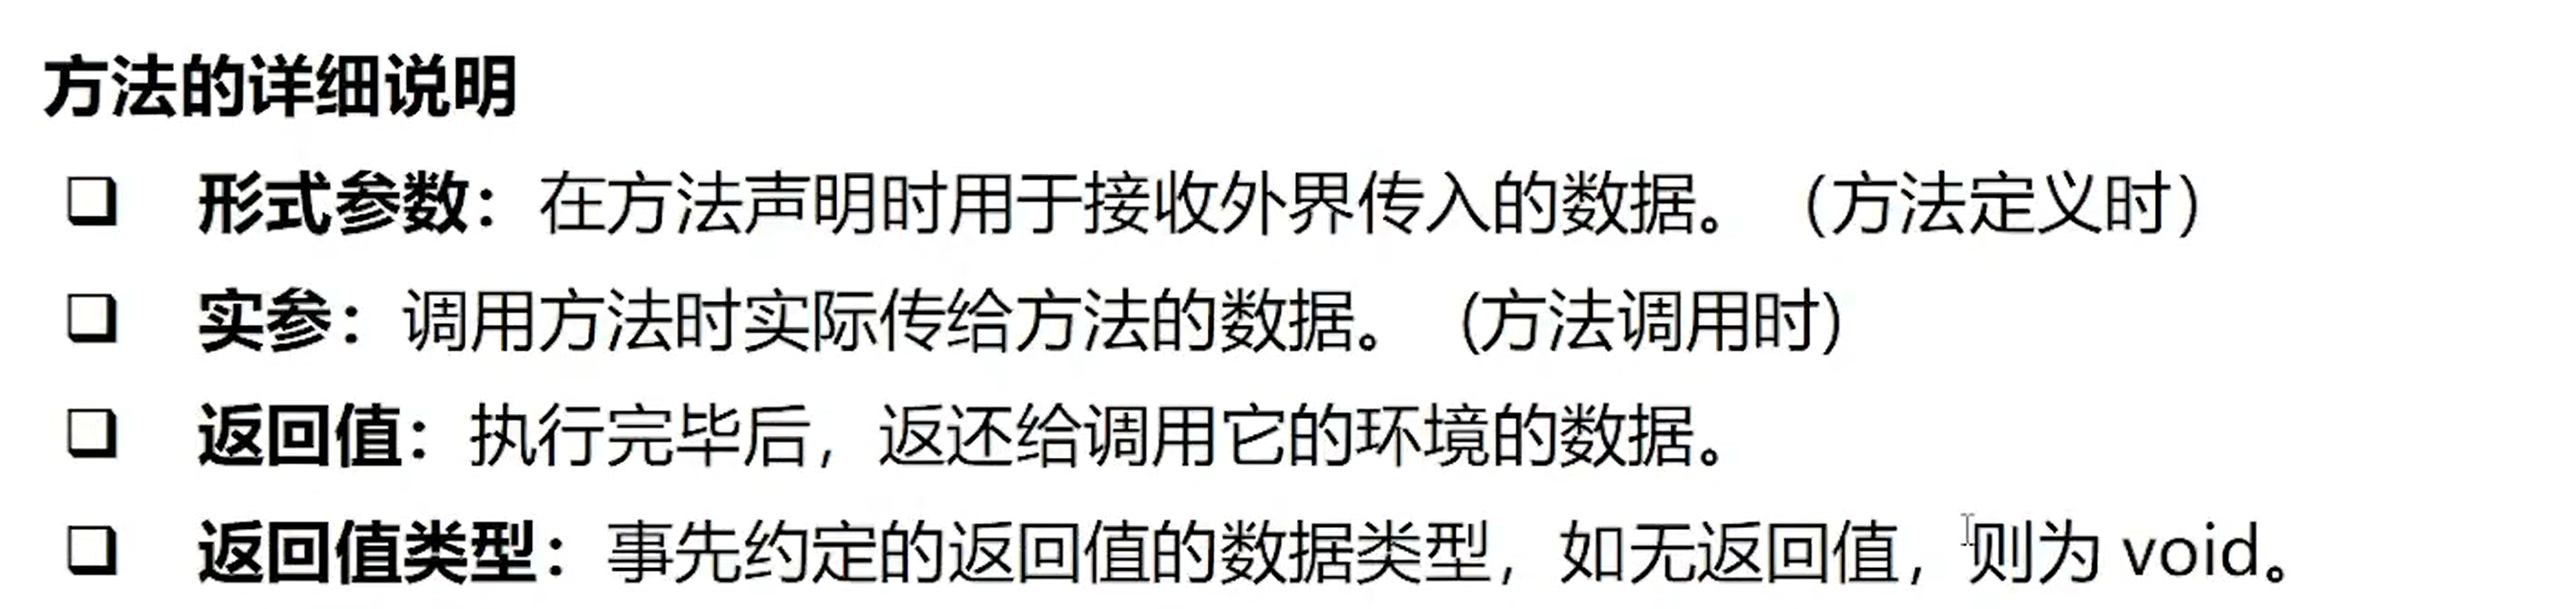 方法的详细说明
❑ 形式参数：在方法声明时用于接收外界传入的数据。（方法定义时）
❑ 实参：调用方法时实际传给方法的数据。 (方法调用时)
❑ 返回值：执行完毕后，返还给调用它的环境的数据。
❑ 返回值类型：事先约定的返回值的数据类型，如无返回值，则为 void。